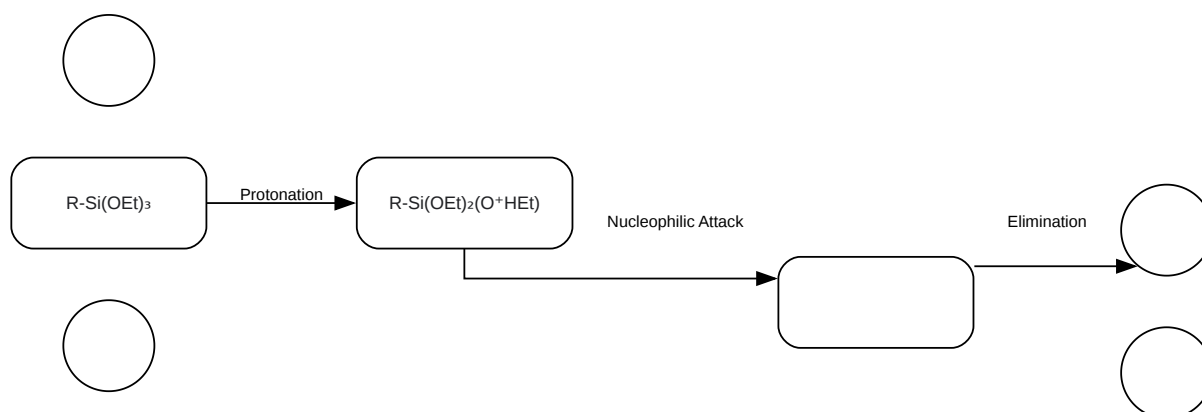 R-Si(OEt)₃
Protonation
R-Si(OEt)₂(O⁺HEt)
Nucleophilic Attack
Elimination